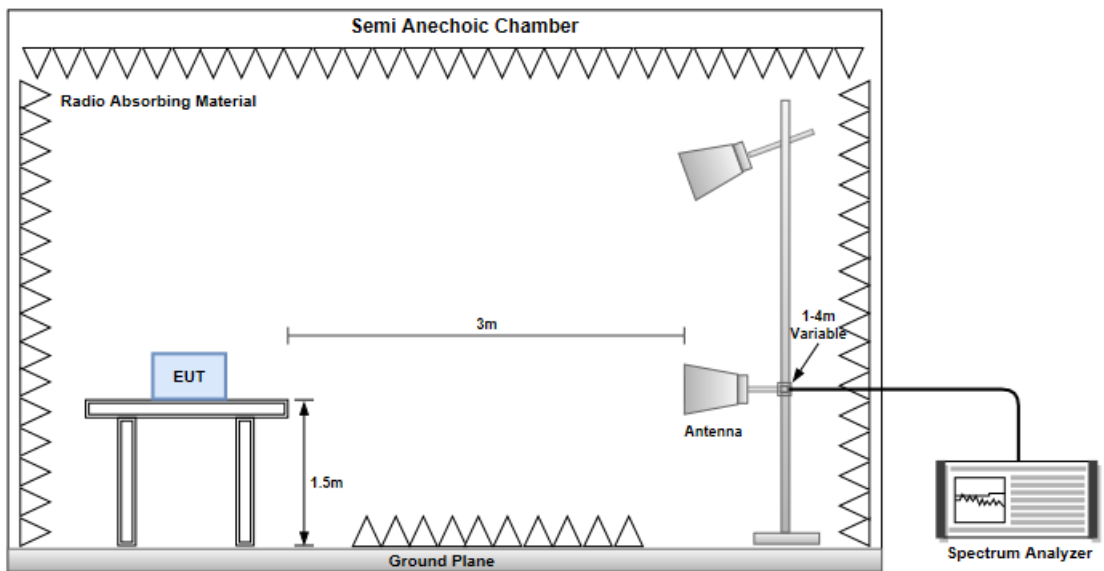 Semi Anechoic Chamber
Radio Absorbing Material
3m
1-4m
Variable
EUT
Antenna
1.5m
Ground Plane
Spectrum Analyzer